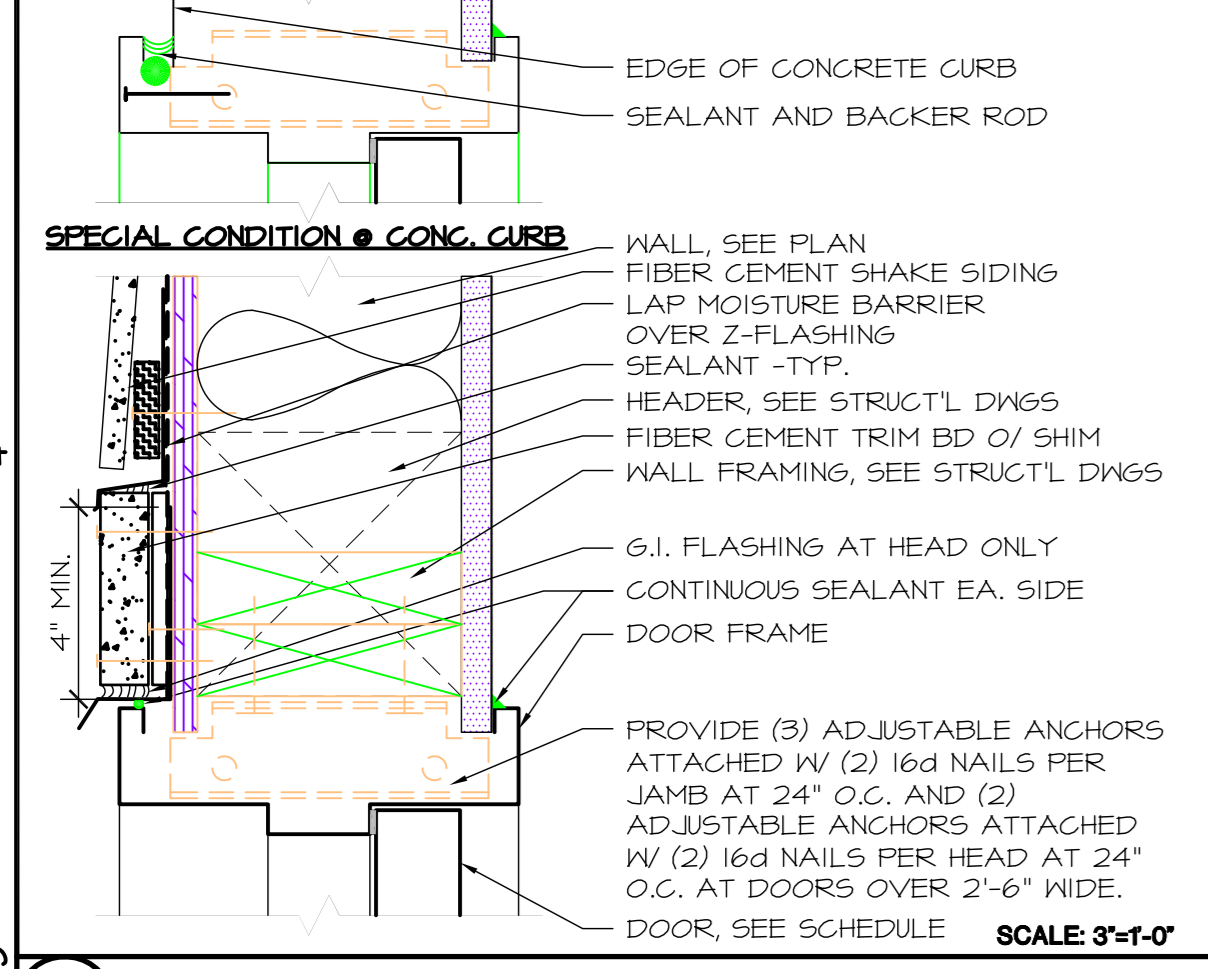 EDGE OF CONCRETE CURB
SEALANT AND BACKER ROD
SPECIAL CONDITION @ CONC. CURB
WALL, SEE PLAN
FIBER CEMENT SHAKE SIDING
LAP MOISTURE BARRIER
OVER Z-FLASHING
SEALANT -TYP.
HEADER, SEE STRUCT'L DWGS
FIBER CEMENT TRIM BD O/ SHIM
WALL FRAMING, SEE STRUCT'L DWGS
4" MIN.
G.I. FLASHING AT HEAD ONLY
CONTINUOUS SEALANT EA. SIDE
DOOR FRAME
PROVIDE (3) ADJUSTABLE ANCHORS
ATTACHED W/ (2) 16d NAILS PER
JAMB AT 24" O.C. AND (2)
ADJUSTABLE ANCHORS ATTACHED
W/ (2) 16d NAILS PER HEAD AT 24"
O.C. AT DOORS OVER 2'-6" WIDE.
DOOR, SEE SCHEDULE
SCALE: 3"=1'-0"